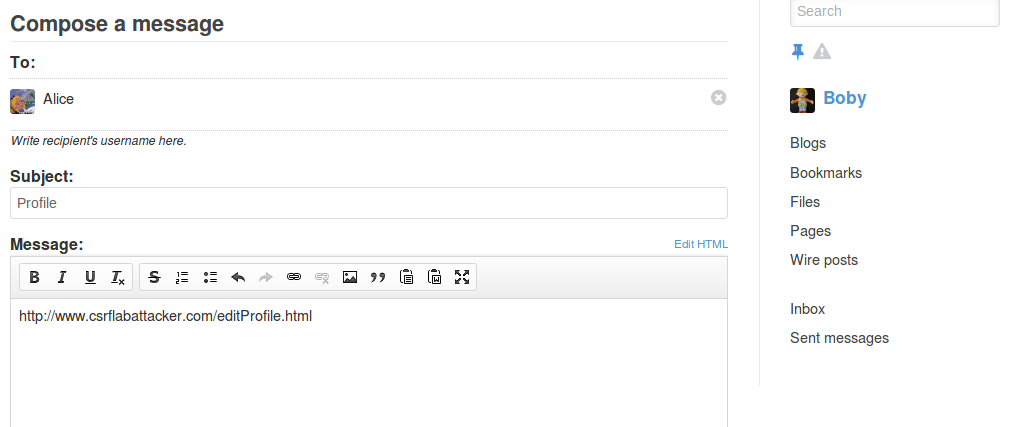 Compose a message
To:
Alice
Write recipient's username here.
Subject:
Profile
Message:
Edit HTML
B I U Tx S
http://www.csrflabattacker.com/editProfile.html
Search
Boby
Blogs
Bookmarks
Files
Pages
Wire posts
Inbox
Sent messages